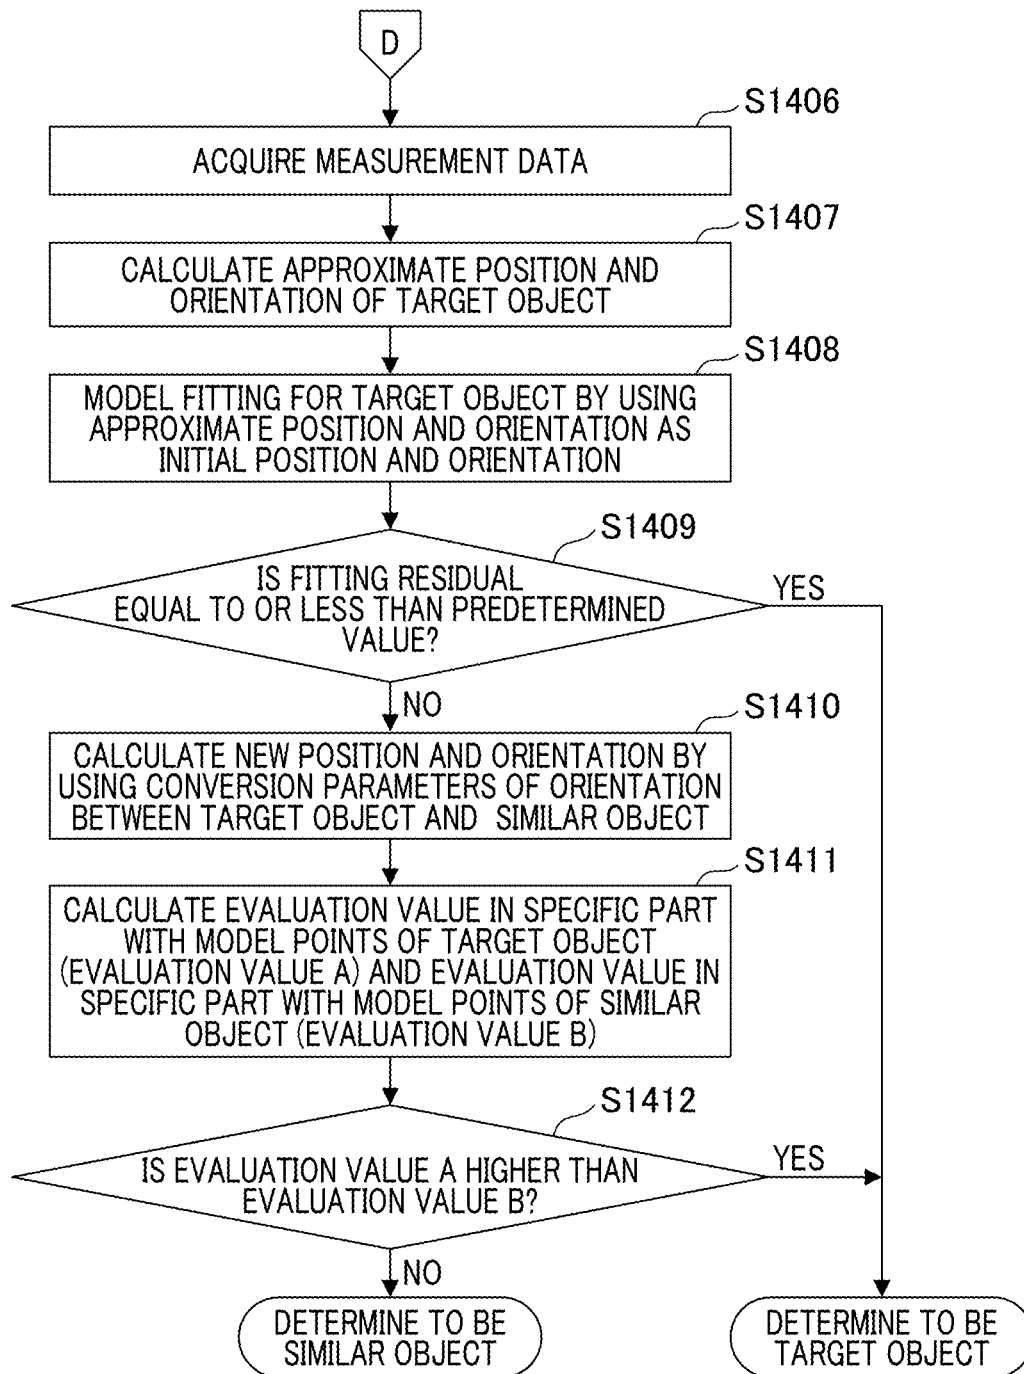 D
S1406
ACQUIRE MEASUREMENT DATA
S1407
CALCULATE APPROXIMATE POSITION AND
ORIENTATION OF TARGET OBJECT
S1408
MODEL FITTING FOR TARGET OBJECT BY USING
APPROXIMATE POSITION AND ORIENTATION AS
INITIAL POSITION AND ORIENTATION
S1409
IS FITTING RESIDUAL
EQUAL TO OR LESS THAN PREDETERMINED
VALUE?
YES
NO
S1410
CALCULATE NEW POSITION AND ORIENTATION BY
USING CONVERSION PARAMETERS OF ORIENTATION
BETWEEN TARGET OBJECT AND SIMILAR OBJECT
S1411
CALCULATE EVALUATION VALUE IN SPECIFIC PART
WITH MODEL POINTS OF TARGET OBJECT
(EVALUATION VALUE A) AND EVALUATION VALUE IN
SPECIFIC PART WITH MODEL POINTS OF SIMILAR
OBJECT (EVALUATION VALUE B)
S1412
IS EVALUATION VALUE A HIGHER THAN
EVALUATION VALUE B?
YES
NO
DETERMINE TO BE
SIMILAR OBJECT
DETERMINE TO BE
TARGET OBJECT